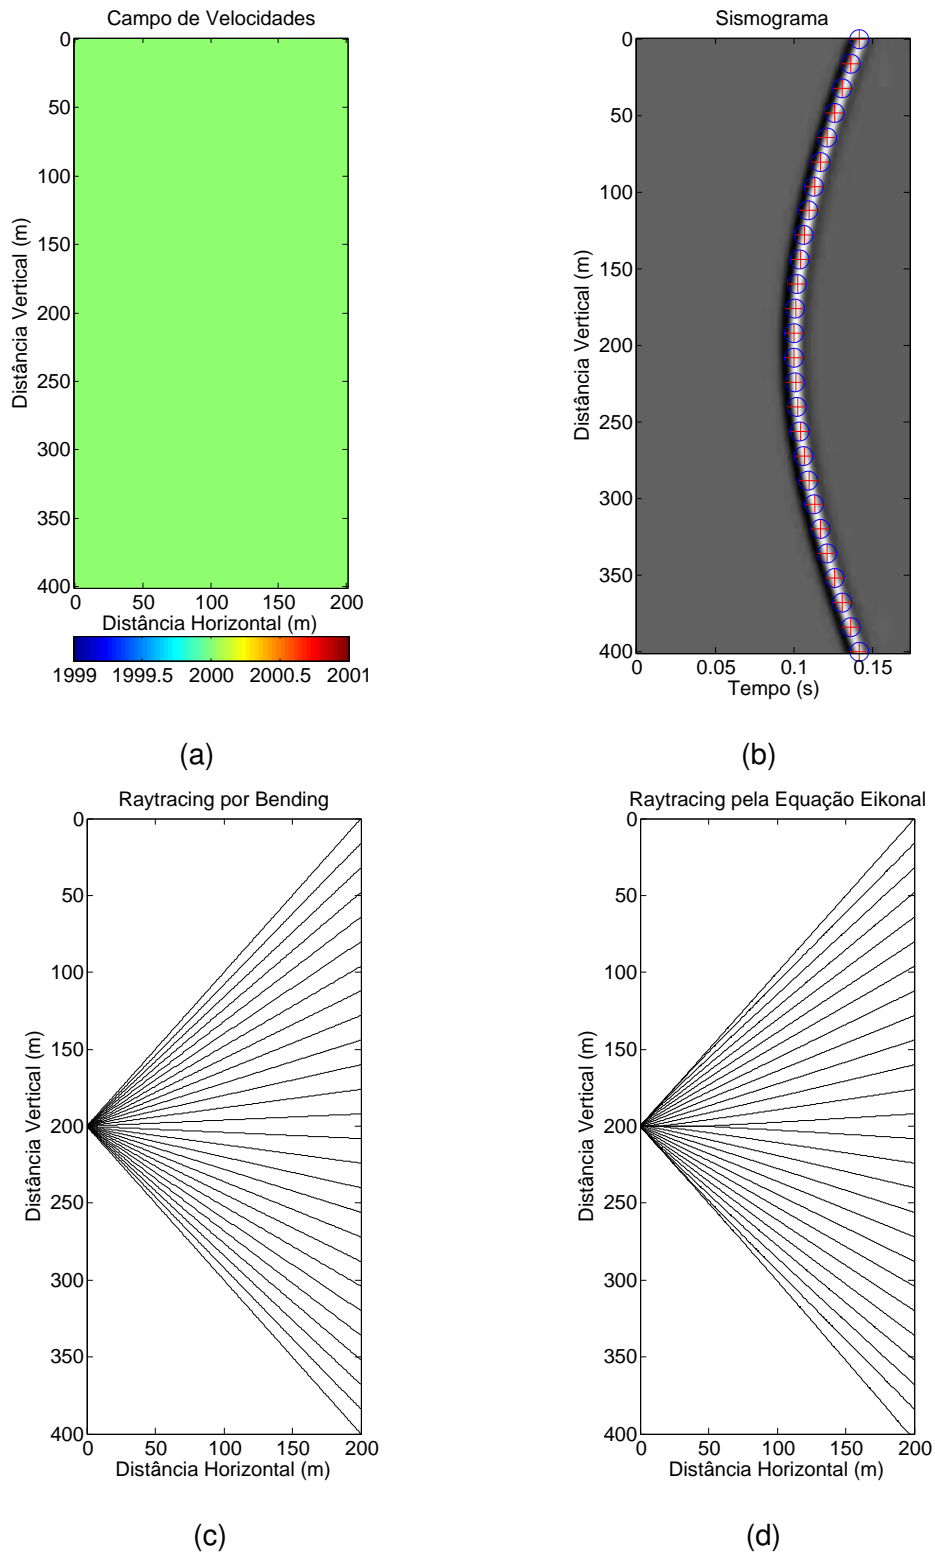 Campo de Velocidades
0
50
100
150
200
250
300
350
400
Distância Vertical (m)
0 50 100 150 200
Distância Horizontal (m)
1999 1999.5 2000 2000.5 2001
(a)
Sismograma
0
50
100
150
200
250
300
350
400
Distância Vertical (m)
0 0.05 0.1 0.15
Tempo (s)
(b)
Raytracing por Bending
0
50
100
150
200
250
300
350
400
Distância Vertical (m)
0 50 100 150 200
Distância Horizontal (m)
(c)
Raytracing pela Equação Eikonal
0
50
100
150
200
250
300
350
400
Distância Vertical (m)
0 50 100 150 200
Distância Horizontal (m)
(d)